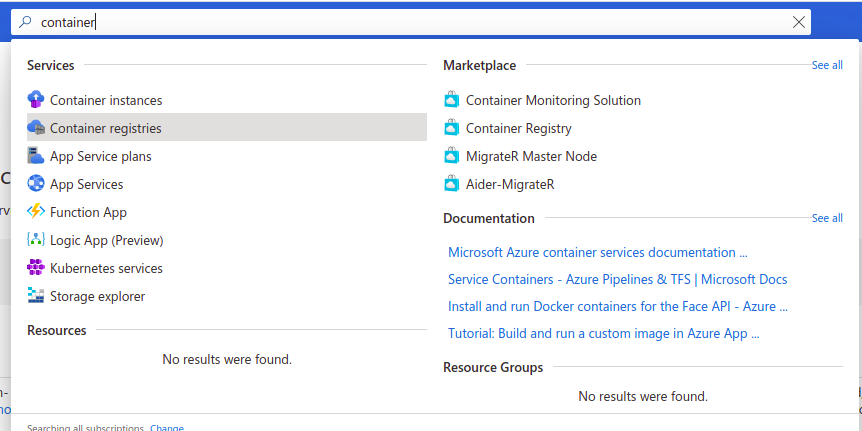 container
Services
Container instances
Container registries
App Service plans
App Services
Function App
Logic App (Preview)
Kubernetes services
Storage explorer
Resources
No results were found.
Marketplace
See all
Container Monitoring Solution
Container Registry
MigrateR Master Node
Aider-MigrateR
Documentation
See all
Microsoft Azure container services documentation ...
Service Containers - Azure Pipelines & TFS | Microsoft Docs
Install and run Docker containers for the Face API - Azure ...
Tutorial: Build and run a custom image in Azure App ...
Resource Groups
No results were found.
Searching all subscriptions. Change